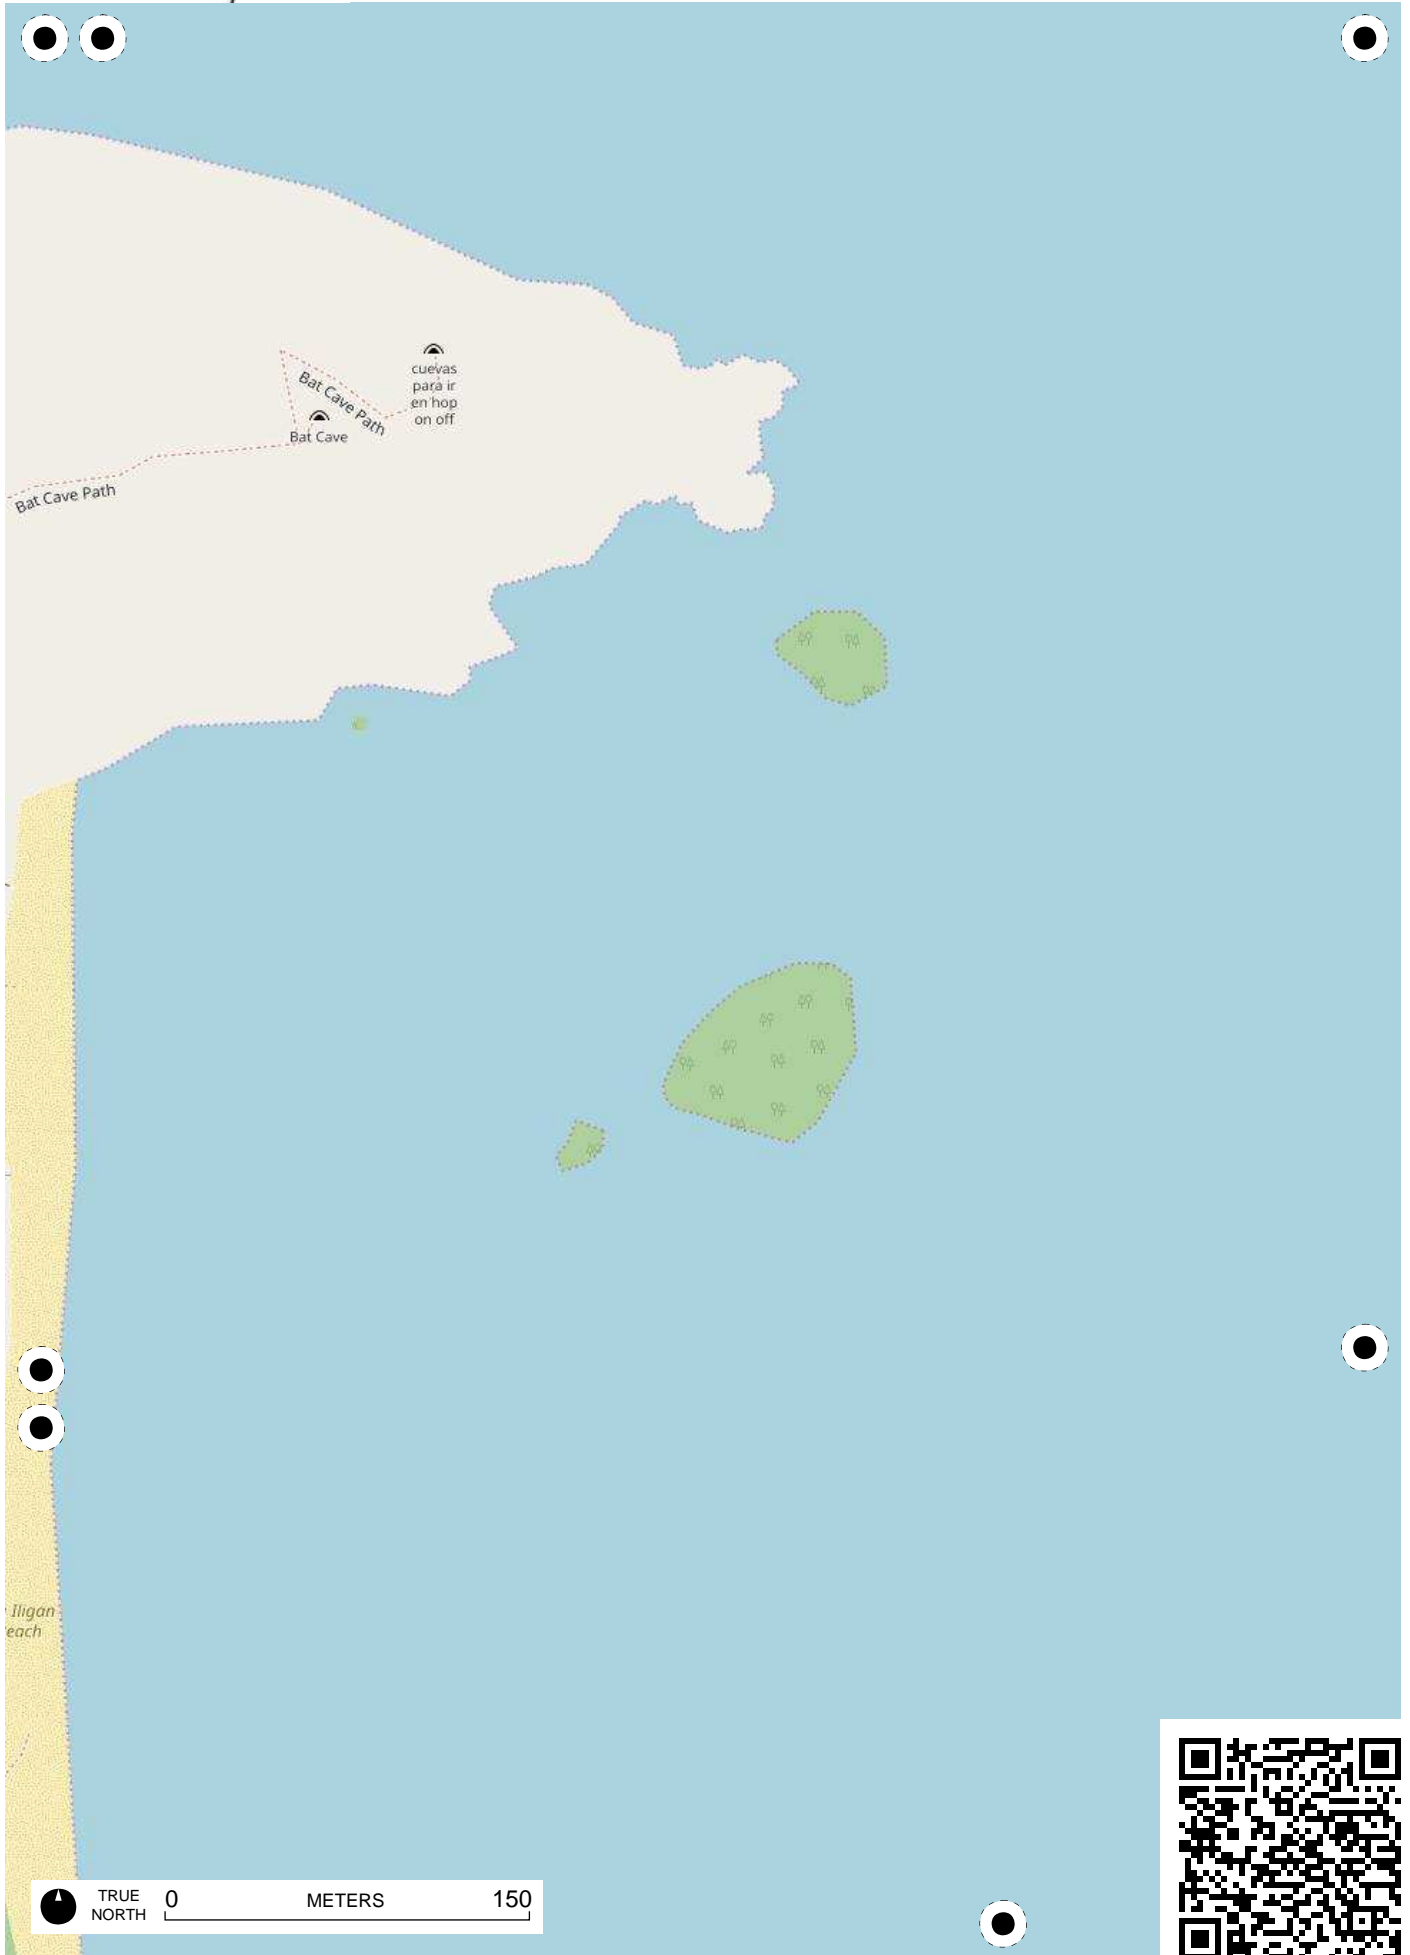 cuevas
para ir
en hop
on off
Bat Cave Path
Bat Cave
Bat Cave Path
Iligan
each
TRUE
NORTH
0 METERS 150